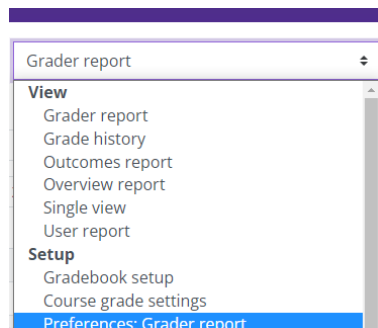 Grader report
View
Grader report
Grade history
Outcomes report
Overview report
Single view
User report
Setup
Gradebook setup
Course grade settings
Preferences: Grader report